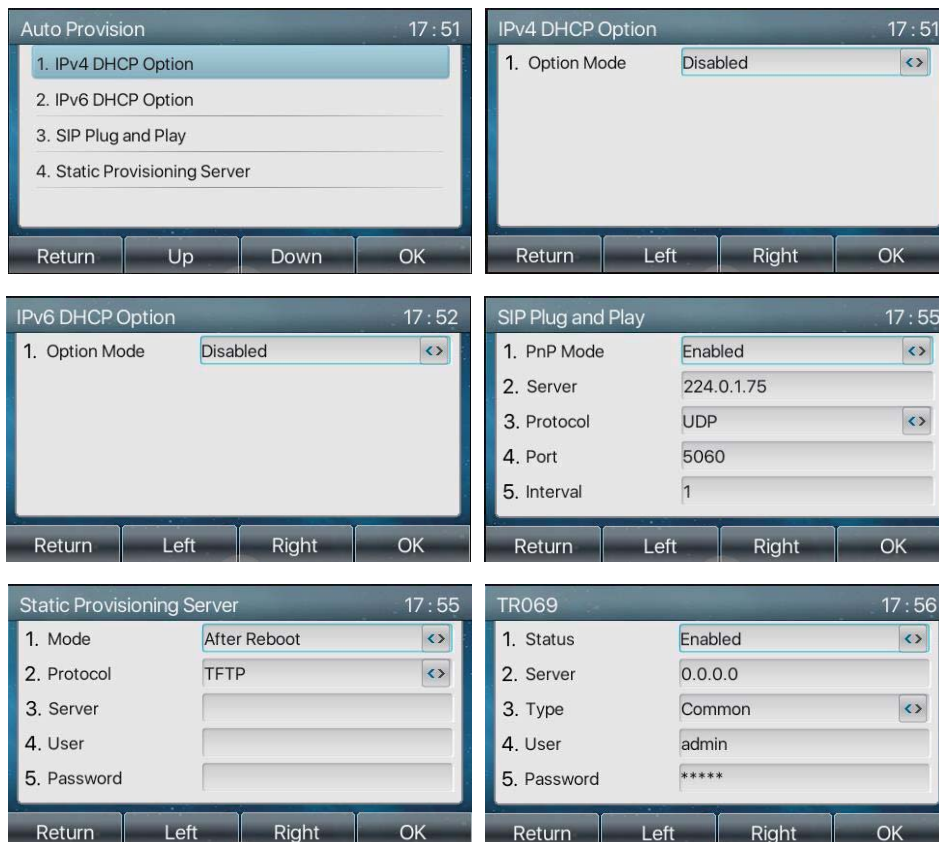 Auto Provision 17:51
1. IPv4 DHCP Option
2. IPv6 DHCP Option
3. SIP Plug and Play
4. Static Provisioning Server
Return Up Down OK
IPv4 DHCP Option 17:51
1. Option Mode Disabled <>
Return Left Right OK
IPv6 DHCP Option 17:52
1. Option Mode Disabled <>
Return Left Right OK
SIP Plug and Play 17:55
1. PnP Mode Enabled <>
2. Server 224.0.1.75
3. Protocol UDP <>
4. Port 5060
5. Interval 1
Return Left Right OK
Static Provisioning Server 17:55
1. Mode After Reboot <>
2. Protocol TFTP <>
3. Server
4. User
5. Password
Return Left Right OK
TR069 17:56
1. Status Enabled <>
2. Server 0.0.0.0
3. Type Common <>
4. User admin
5. Password *****
Return Left Right OK